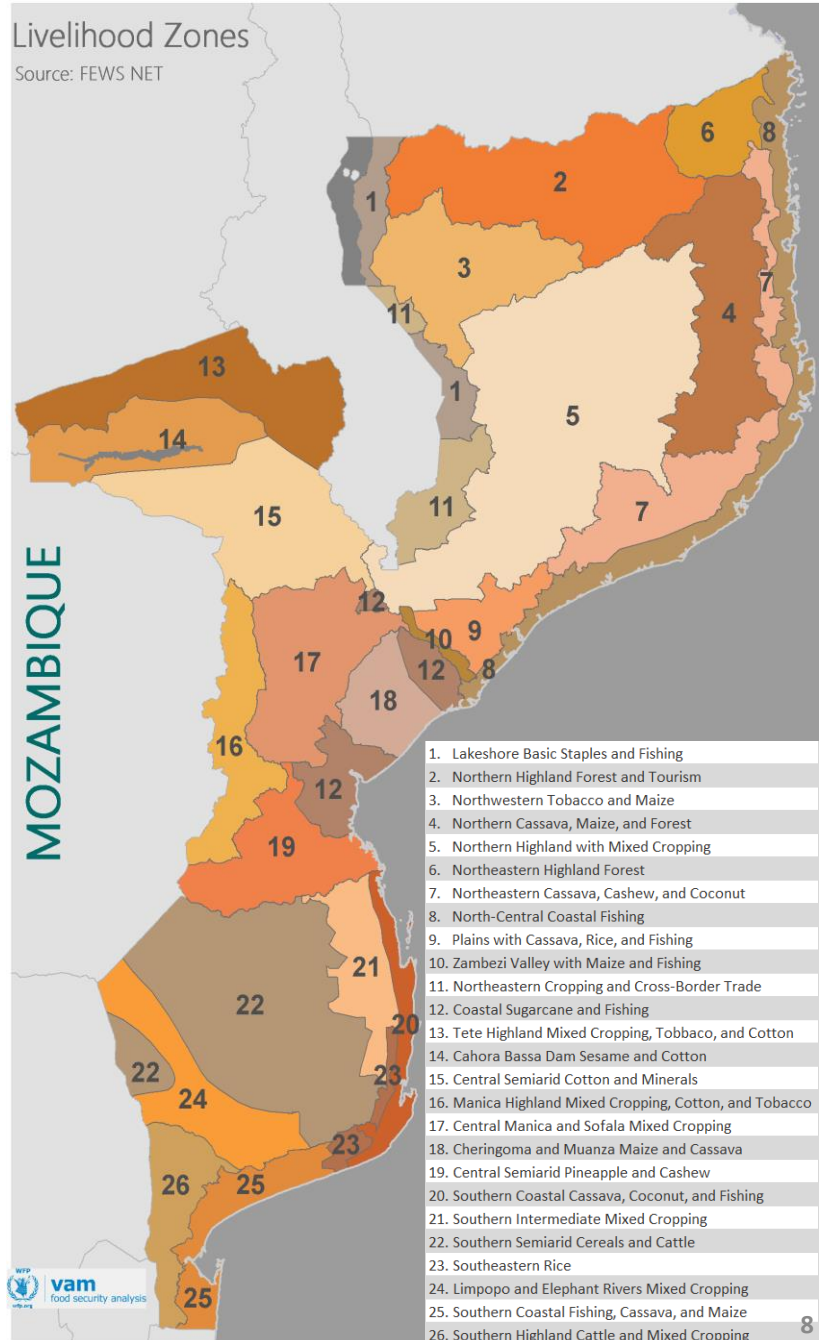 Livelihood Zones
Source: FEWS NET
MOZAMBIQUE
6
8
2
1
3
7
11
4
13
1
5
14
11
7
15
12
10
9
17
12
8
18
16
12
19
21
22
20
22
23
24
23
26
25
25
1. Lakeshore Basic Staples and Fishing
2. Northern Highland Forest and Tourism
3. Northwestern Tobacco and Maize
4. Northern Cassava, Maize, and Forest
5. Northern Highland with Mixed Cropping
6. Northeastern Highland Forest
7. Northeastern Cassava, Cashew, and Coconut
8. North-Central Coastal Fishing
9. Plains with Cassava, Rice, and Fishing
10. Zambezi Valley with Maize and Fishing
11. Northeastern Cropping and Cross-Border Trade
12. Coastal Sugarcane and Fishing
13. Tete Highland Mixed Cropping, Tobbaco, and Cotton
14. Cahora Bassa Dam Sesame and Cotton
15. Central Semiarid Cotton and Minerals
16. Manica Highland Mixed Cropping, Cotton, and Tobacco
17. Central Manica and Sofala Mixed Cropping
18. Cheringoma and Muanza Maize and Cassava
19. Central Semiarid Pineapple and Cashew
20. Southern Coastal Cassava, Coconut, and Fishing
21. Southern Intermediate Mixed Cropping
22. Southern Semiarid Cereals and Cattle
23. Southeastern Rice
24. Limpopo and Elephant Rivers Mixed Cropping
25. Southern Coastal Fishing, Cassava, and Maize
26. Southern Highland Cattle and Mixed Cropping
WFP
wfp.org
vam
food security analysis
8